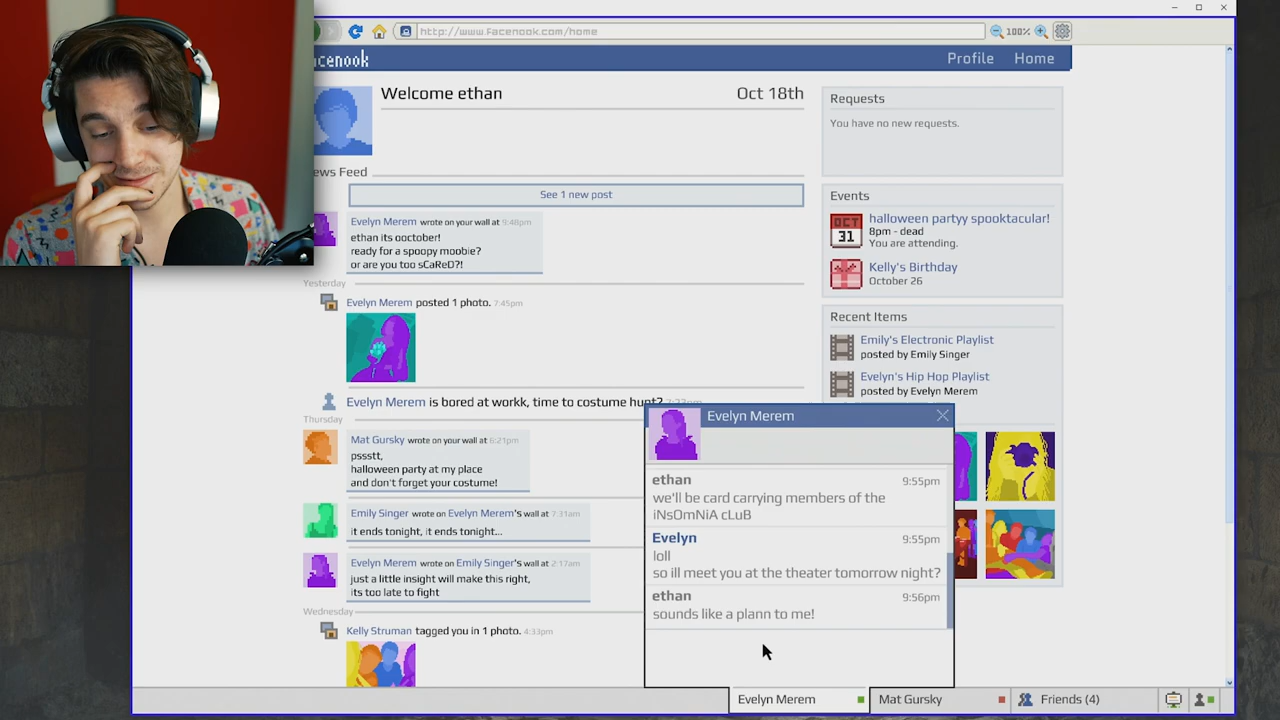 http://www.Facenook.com/home
100%
cenook
Profile
Home
Welcome ethan
Oct 18th
ews Feed
See 1 new post
Evelyn Merem wrote on your wall at 9:48pm
ethan its ooctober!
ready for a spoopy moobie?
or are you too sCaReD?!
Yesterday
Evelyn Merem posted 1 photo. 7:45pm
Evelyn Merem is bored at workk, time to costume hunt?
Thursday
Mat Gursky wrote on your wall at 6:21pm
pssstt,
halloween party at my place
and don't forget your costume!
Emily Singer wrote on Evelyn Merem's wall at 7:31am
it ends tonight, it ends tonight...
Evelyn Merem wrote on Emily Singer's wall at 2:17am
just a little insight will make this right,
its too late to fight
Wednesday
Kelly Struman tagged you in 1 photo. 4:33pm
Requests
You have no new requests.
Events
OCT
31
halloween partyy spooktacular!
8pm - dead
You are attending.
Kelly's Birthday
October 26
Recent Items
Emily's Electronic Playlist
posted by Emily Singer
Evelyn's Hip Hop Playlist
posted by Evelyn Merem
Evelyn Merem
ethan 9:55pm
we'll be card carrying members of the
iNsOmNiA cLuB
Evelyn 9:55pm
loll
so ill meet you at the theater tomorrow night?
ethan 9:56pm
sounds like a plann to me!
Evelyn Merem
Mat Gursky
Friends (4)